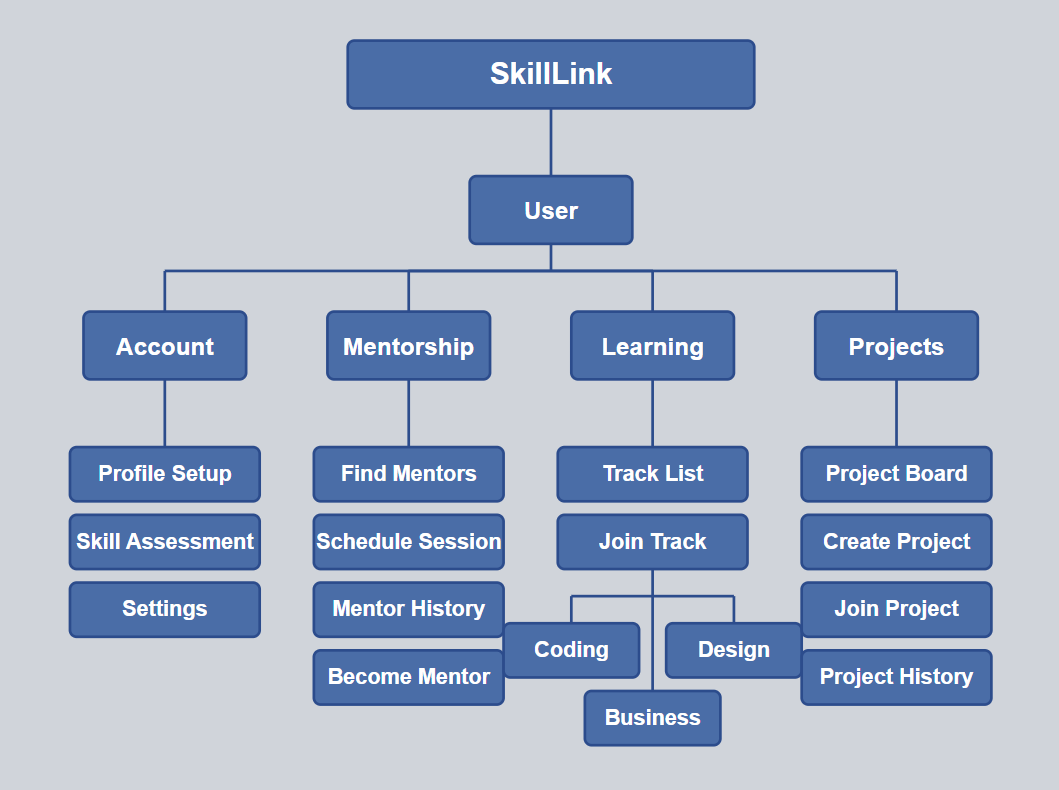 SkillLink
User
Account
Mentorship
Learning
Projects
Profile Setup
Find Mentors
Track List
Project Board
Skill Assessment
Schedule Session
Join Track
Create Project
Settings
Mentor History
Join Project
Coding
Design
Become Mentor
Project History
Business